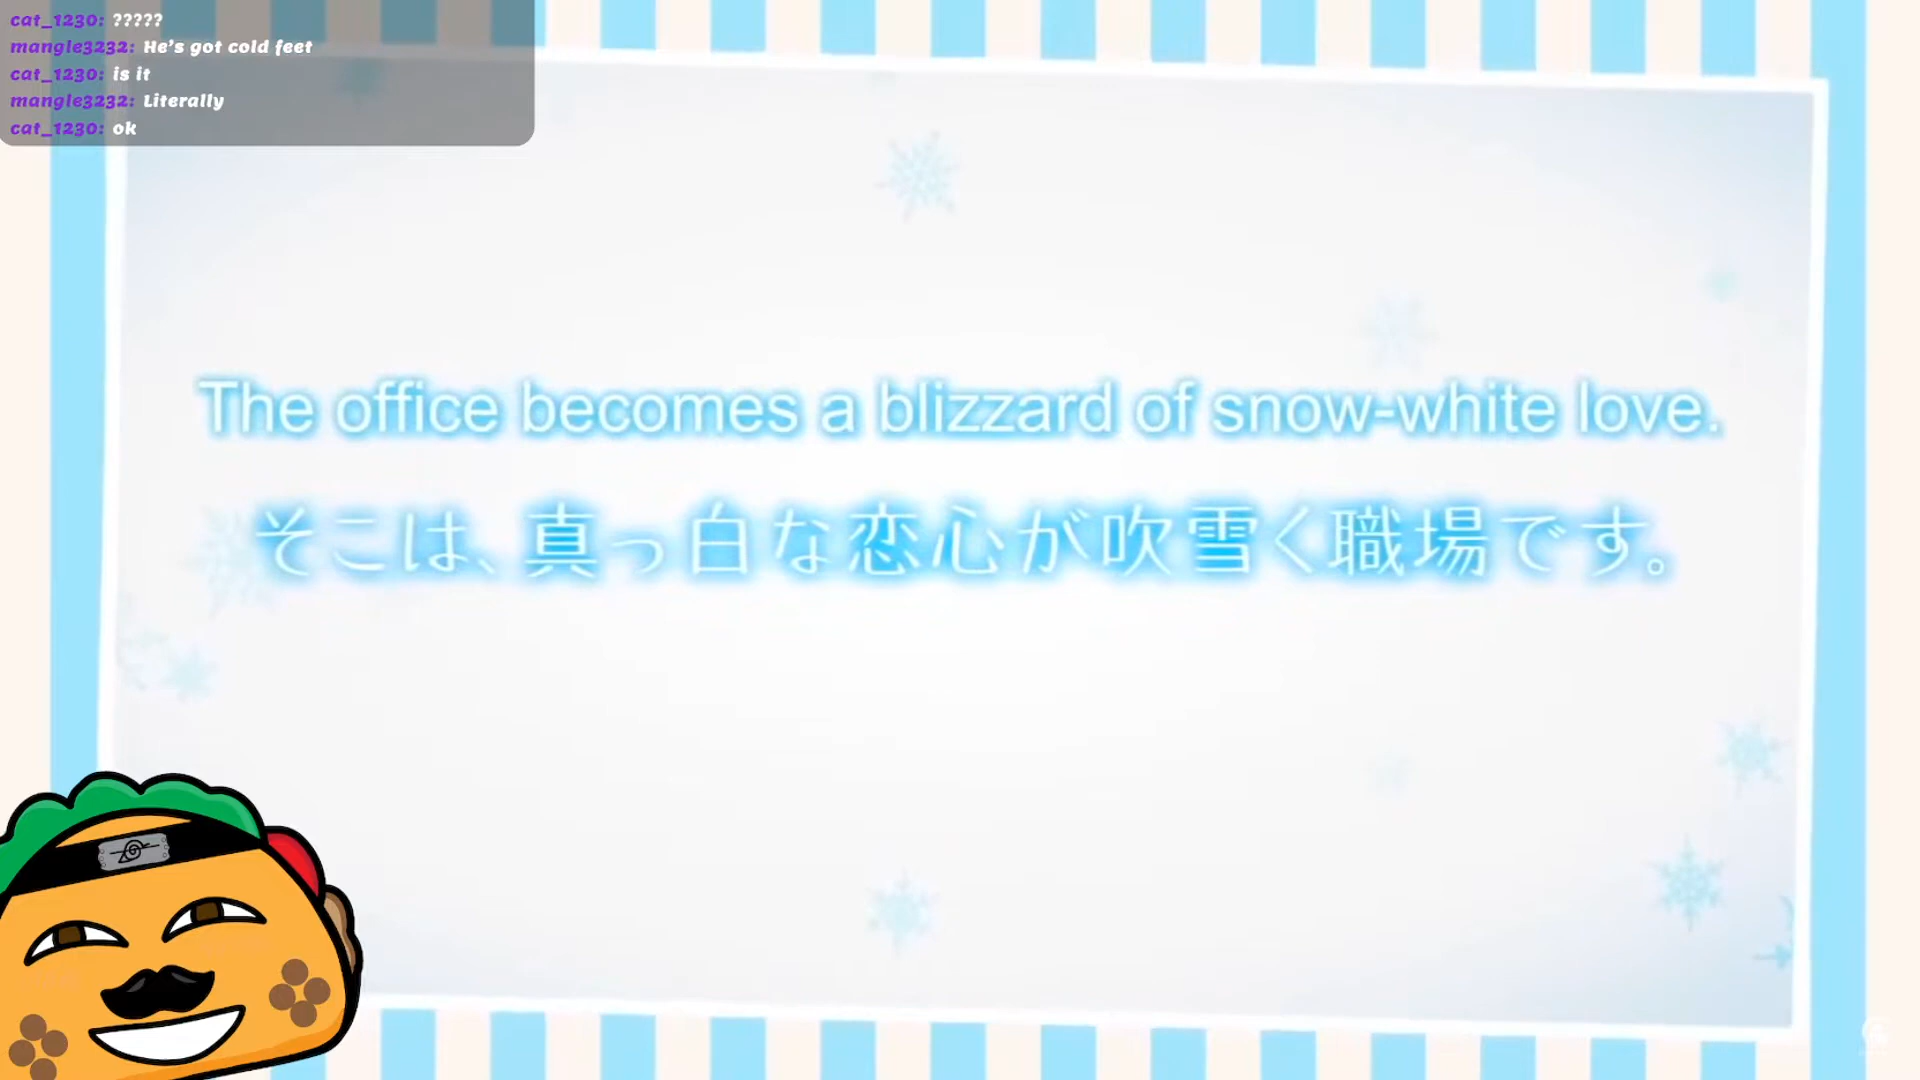 cat_1230: ?????
mangle3232: He's got cold feet
cat_1230: is it
mangle3232: Literally
cat_1230: ok
The office becomes a blizzard of snow-white love.
そこは、真っ白な恋心が吹雪く職場です。